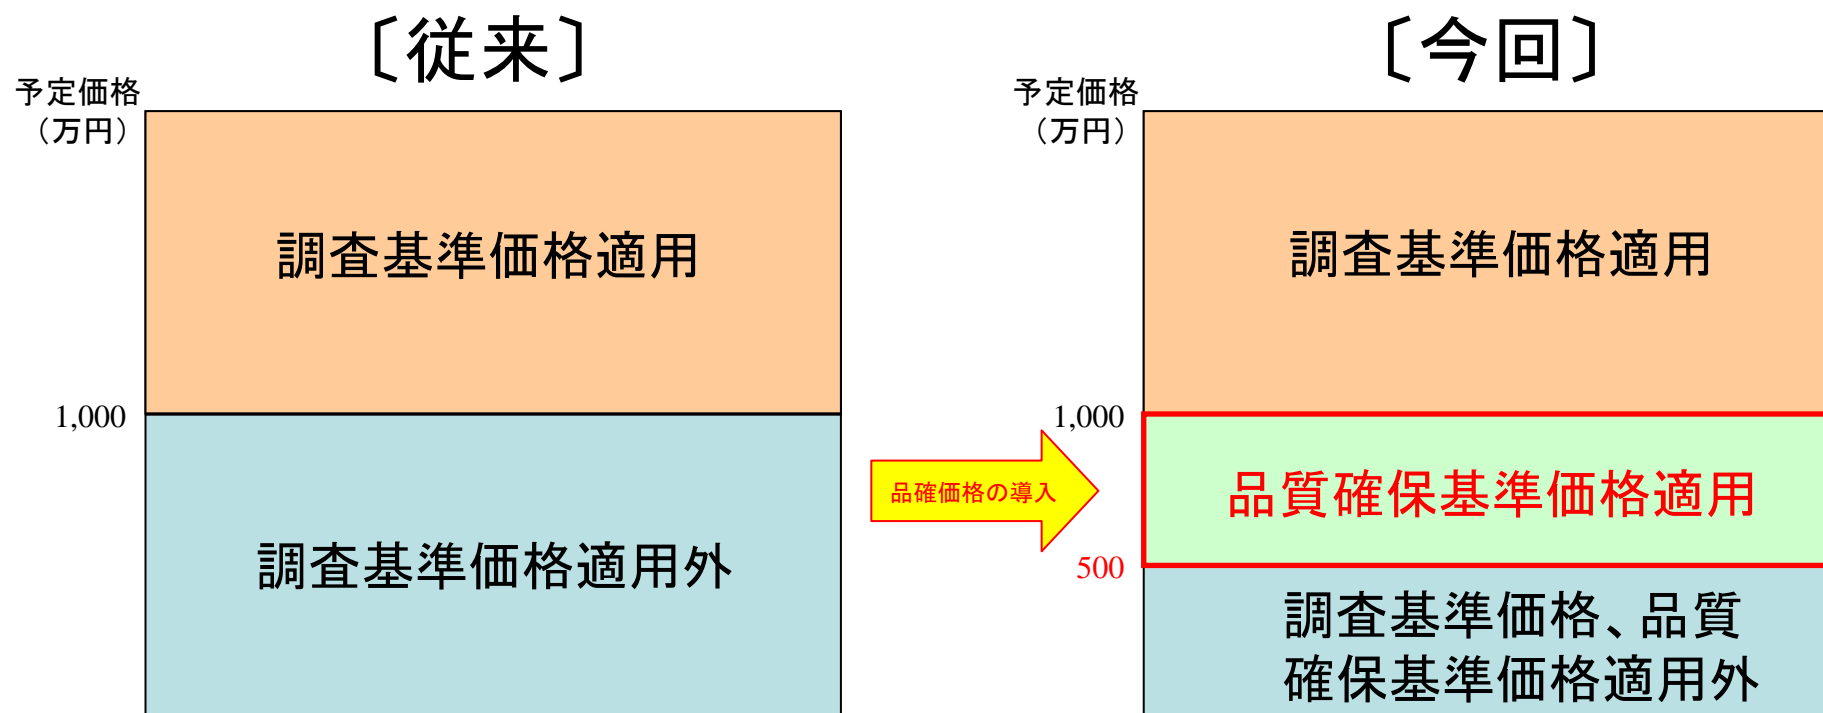 〔従来〕
予定価格
（万円）
調査基準価格適用
1,000
調査基準価格適用外
品確価格の導入
〔今回〕
予定価格
（万円）
調査基準価格適用
1,000
品質確保基準価格適用
500
調査基準価格、品質
確保基準価格適用外